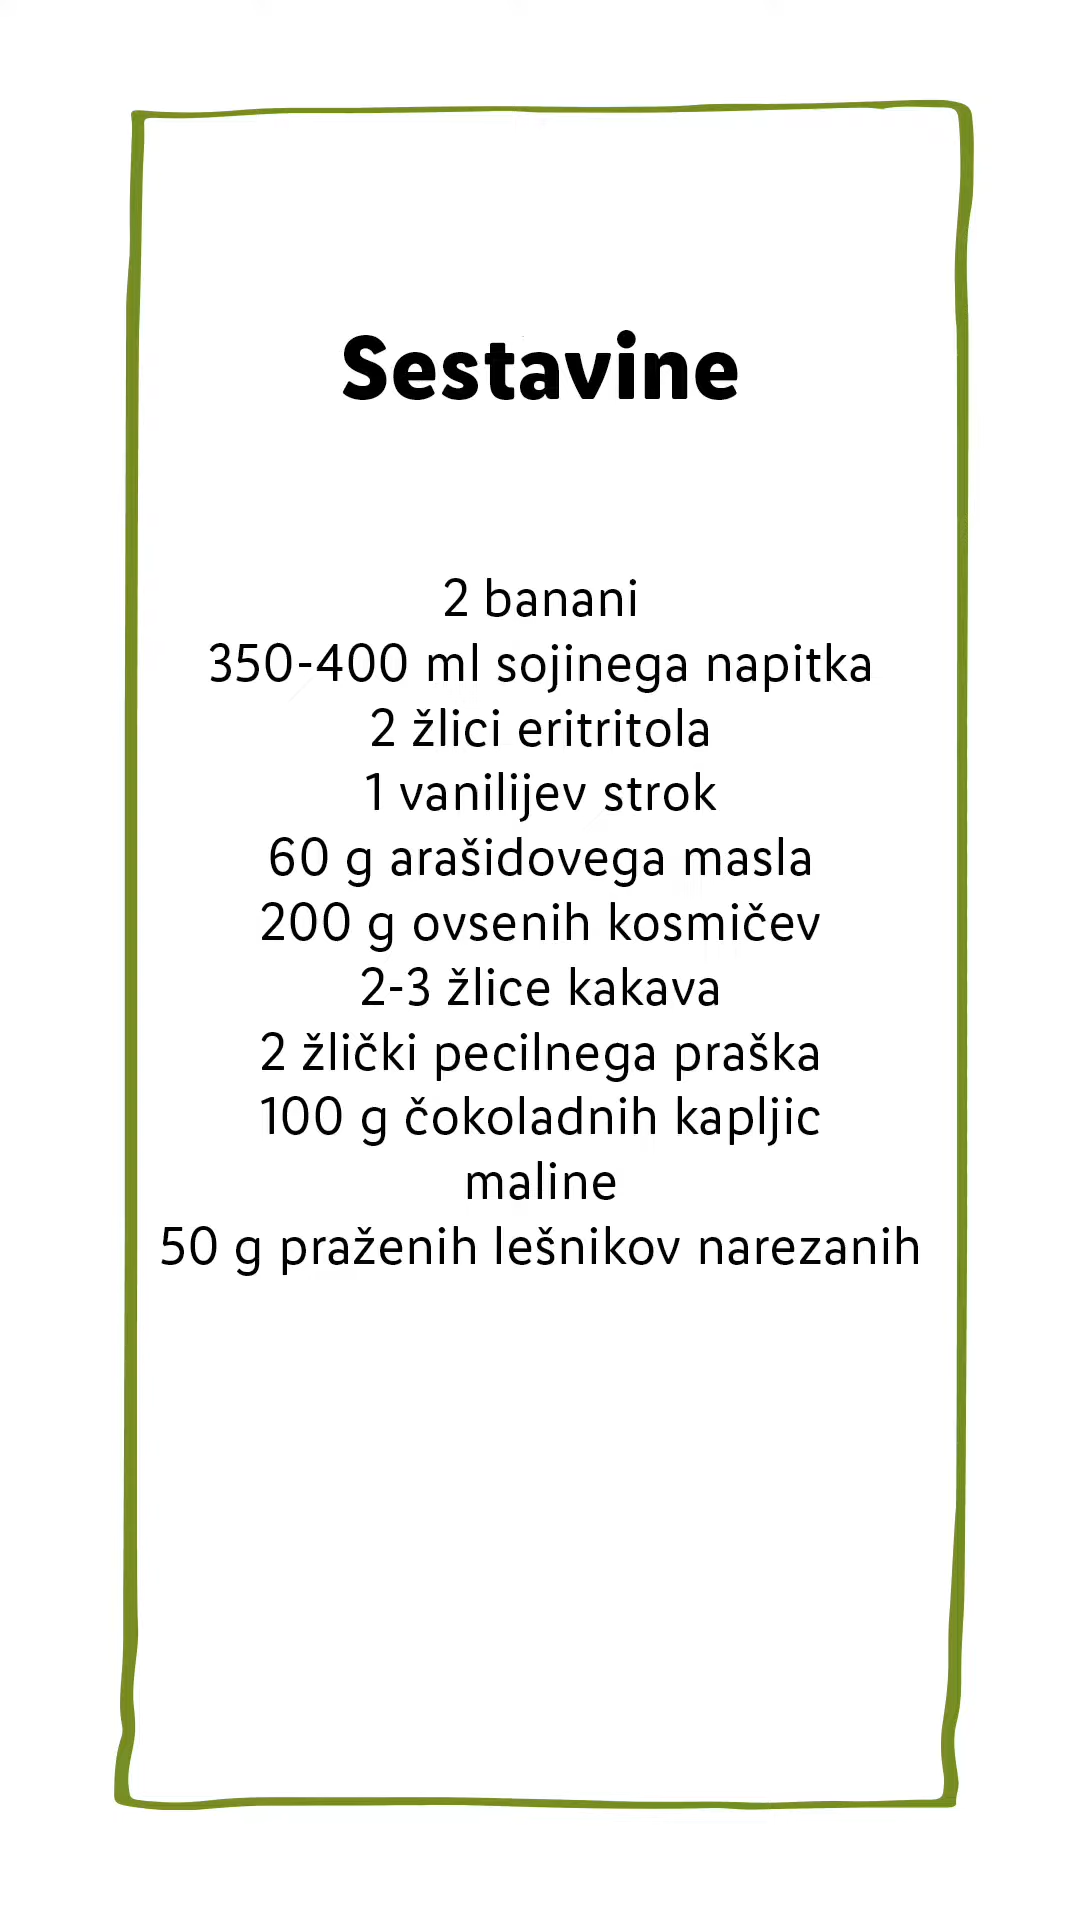 Sestavine
2 banani
350-400 ml sojinega napitka
2 žlici eritritola
1 vanilijev strok
60 g arašidovega masla
200 g ovsenih kosmičev
2-3 žlice kakava
2 žlički pecilnega praška
100 g čokoladnih kapljic
maline
50 g praženih lešnikov narezanih